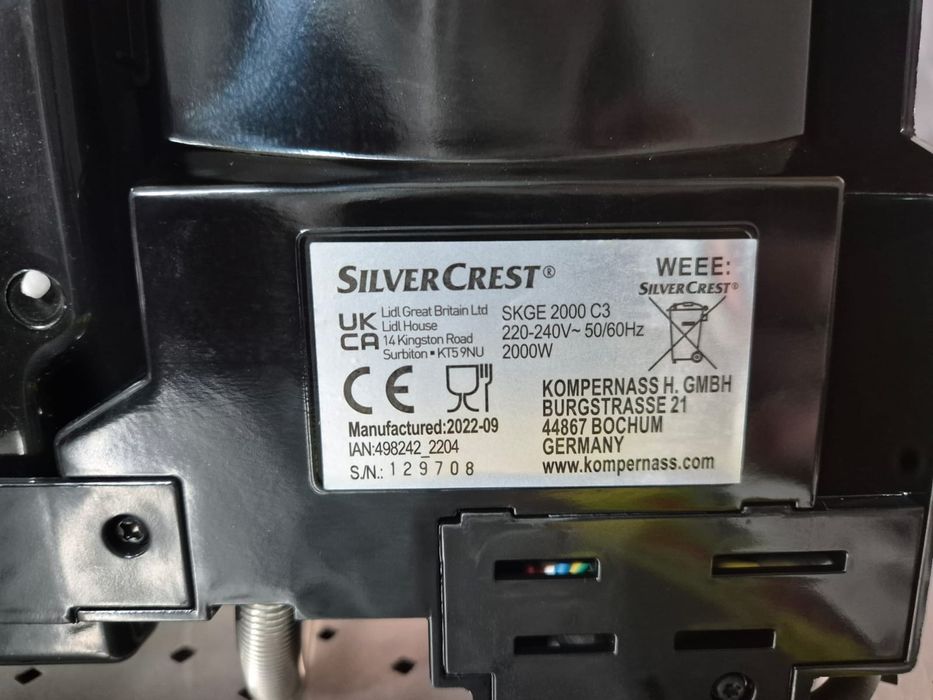 SILVERCREST®
UK
CA
Lidl Great Britain Ltd
Lidl House
14 Kingston Road
Surbiton ▪ KT5 9NU
SKGE 2000 C3
220-240V~ 50/60Hz
2000W
WEEE:
SILVERCREST®
CE
Manufactured:2022-09
IAN:498242_2204
S/N.: 129708
KOMPERNASS H. GMBH
BURGSTRASSE 21
44867 BOCHUM
GERMANY
www.kompernass.com